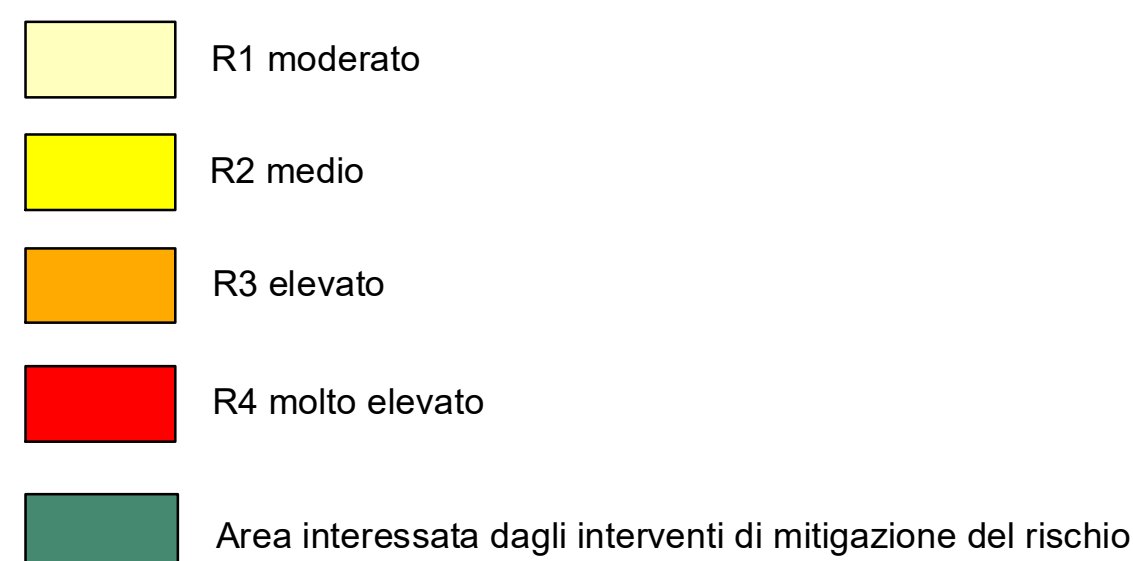 R1 moderato
R2 medio
R3 elevato
R4 molto elevato
Area interessata dagli interventi di mitigazione del rischio